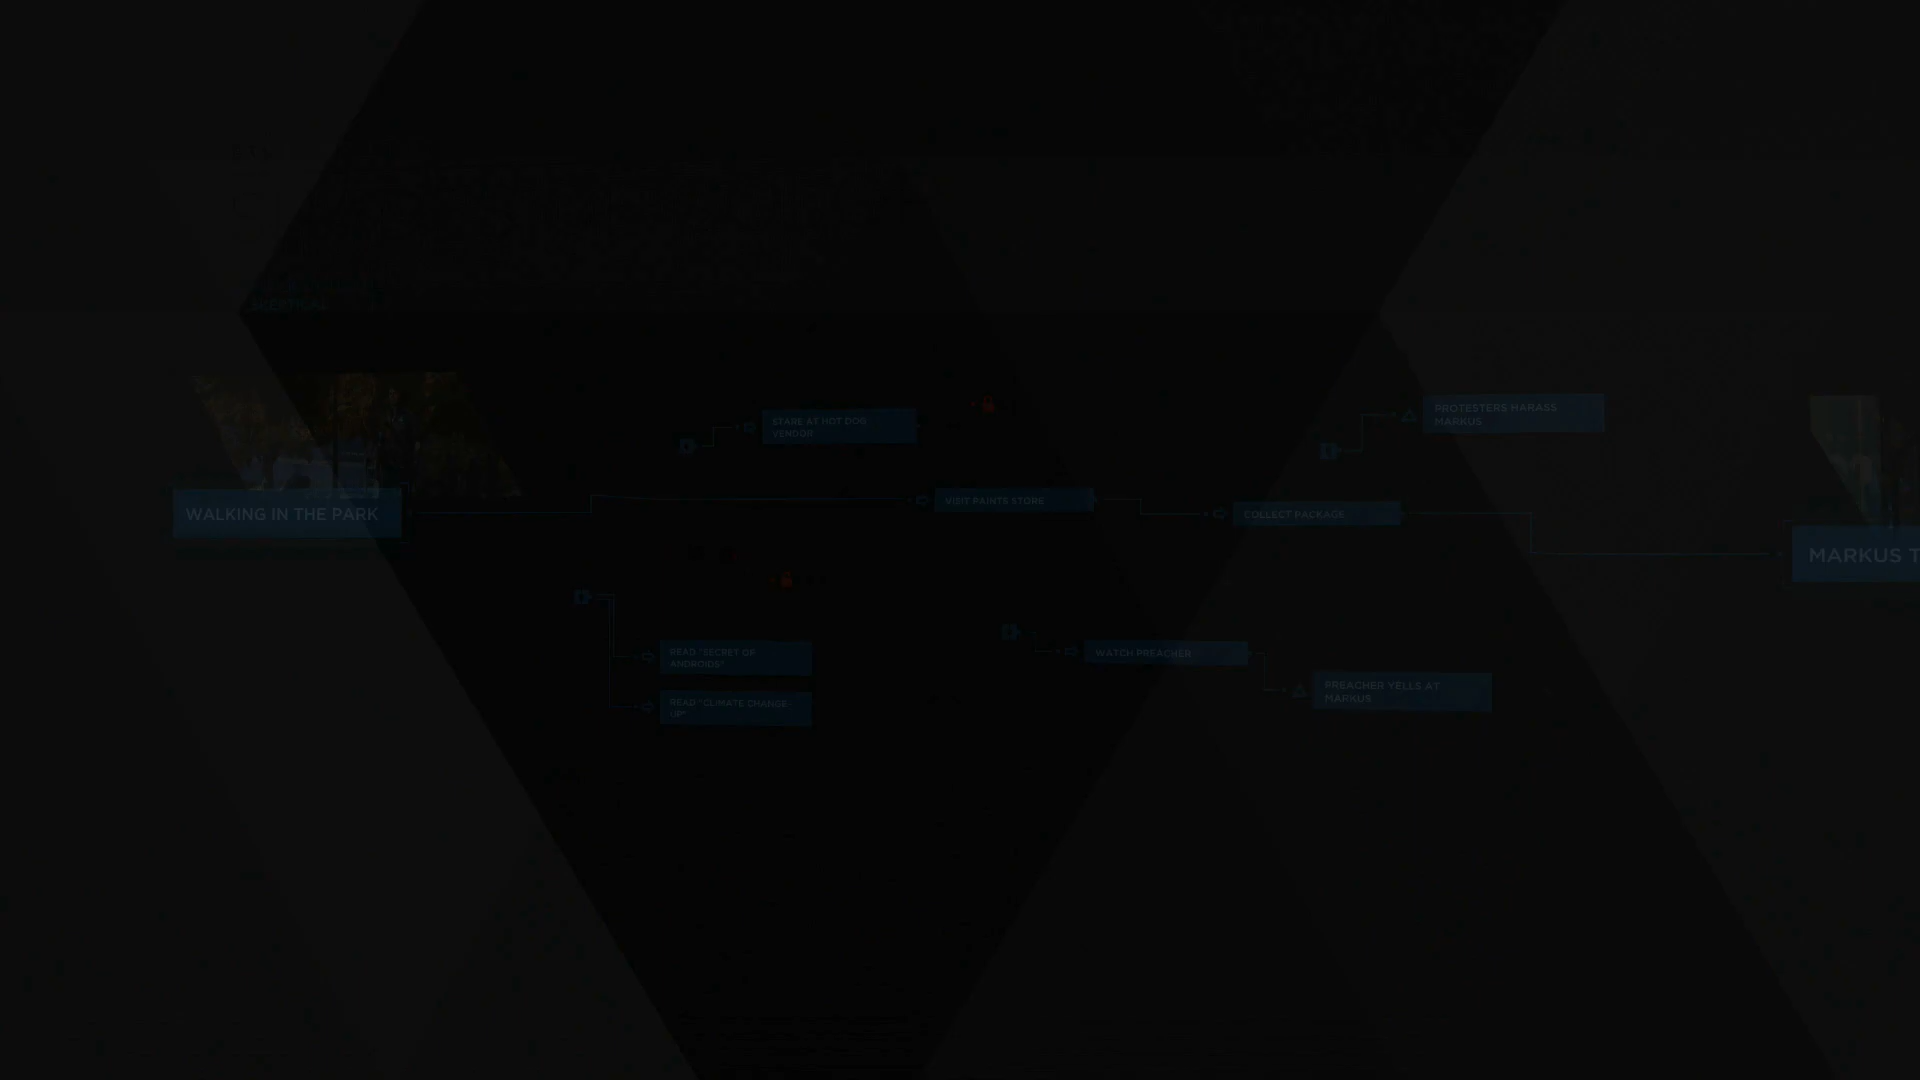 SKEPTICAL
STARE AT HOT DOG
VENDOR
PROTESTERS HARASS
MARKUS
WALKING IN THE PARK
VISIT PAINTS STORE
COLLECT PACKAGE
MARKUS T
READ "SECRET OF
ANDROIDS"
READ "CLIMATE CHANGE-
UP"
WATCH PREACHER
PREACHER YELLS AT
MARKUS